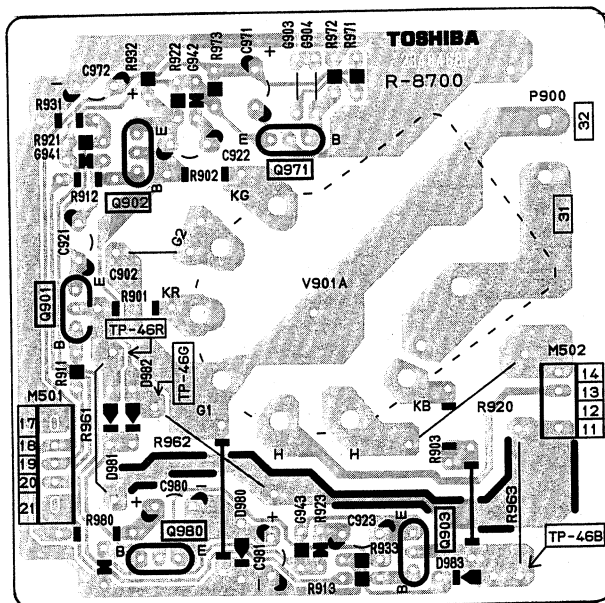 TOSHIBA
R-8700
R932
R922
G942
R973
C971
+
G903
G904
R972
R971
C972
-
+
R931
R921
G941
P900
32
E
E
B
C922
Q971
R912
Q902
B
R902
KG
C921
G2
31
C902
E
Q901
R901
KR
V901A
B
TP-46R
R911
D982
TP-46G
M502
14
13
12
11
M501
17
18
19
20
21
R961
G1
KB
R920
R962
H
H
R903
D981
C980
+
-
D980
+
G943
R923
C923
E
Q903
R963
R980
Q980
B
E
C981
-
R933
R913
B
D983
TP-46B